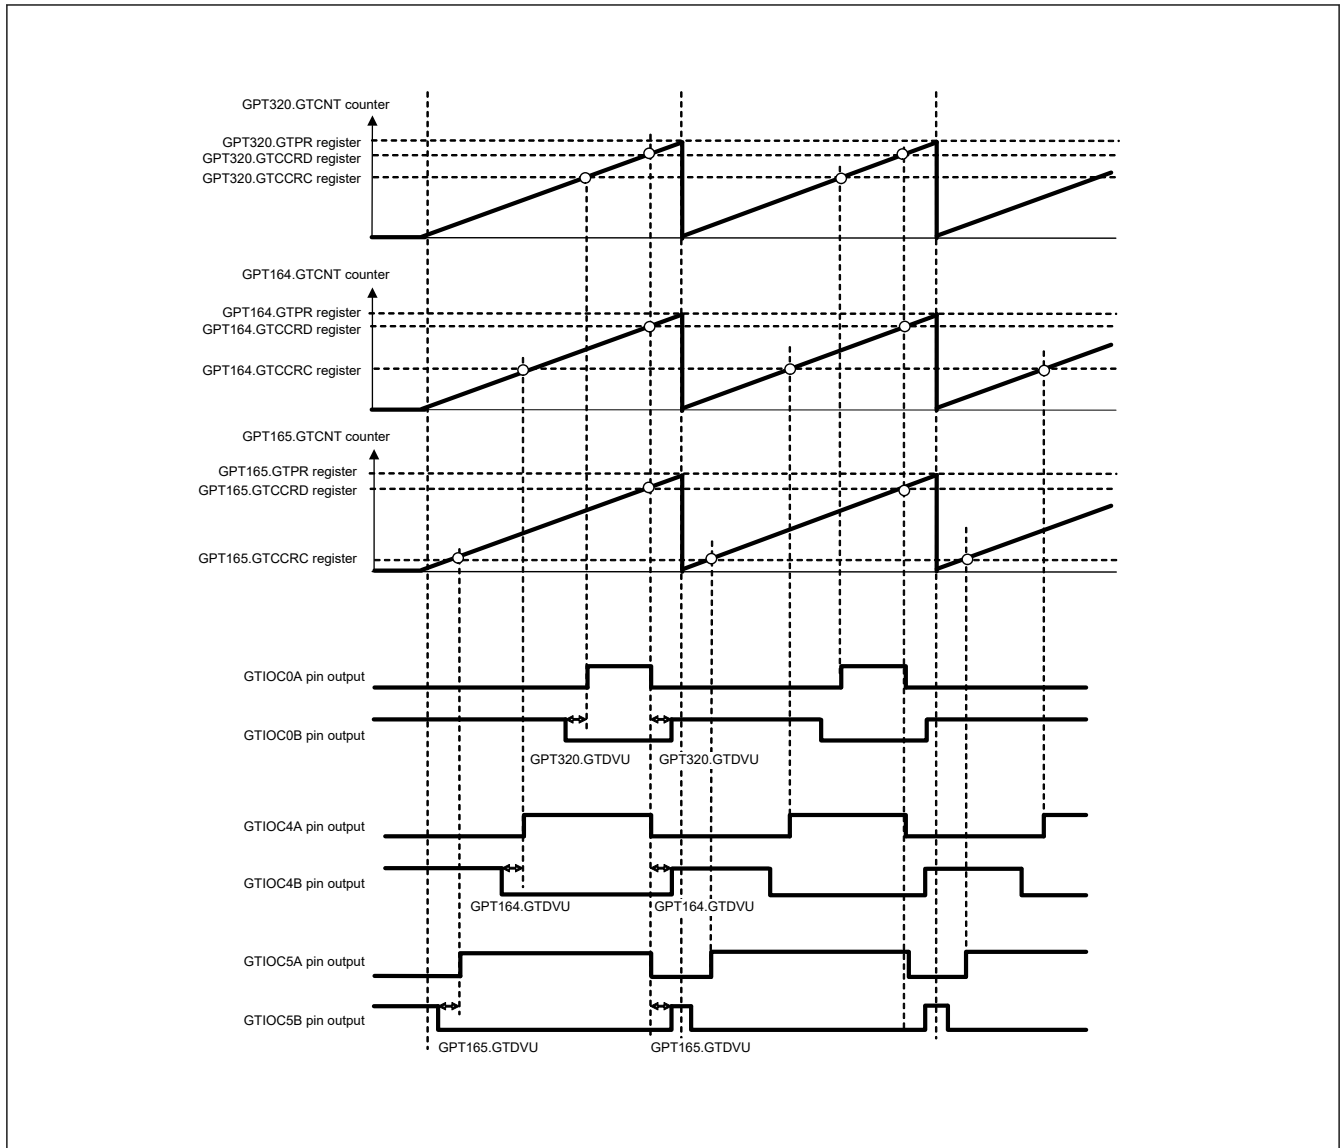 GPT320.GTCNT counter
GPT320.GTPR register
GPT320.GTCCRD register
GPT320.GTCCRC register
GPT164.GTCNT counter
GPT164.GTPR register
GPT164.GTCCRD register
GPT164.GTCCRC register
GPT165.GTCNT counter
GPT165.GTPR register
GPT165.GTCCRD register
GPT165.GTCCRC register
GTIOC0A pin output
GTIOC0B pin output
GPT320.GTDVU GPT320.GTDVU
GTIOC4A pin output
GTIOC4B pin output
GPT164.GTDVU GPT164.GTDVU
GTIOC5A pin output
GTIOC5B pin output
GPT165.GTDVU GPT165.GTDVU